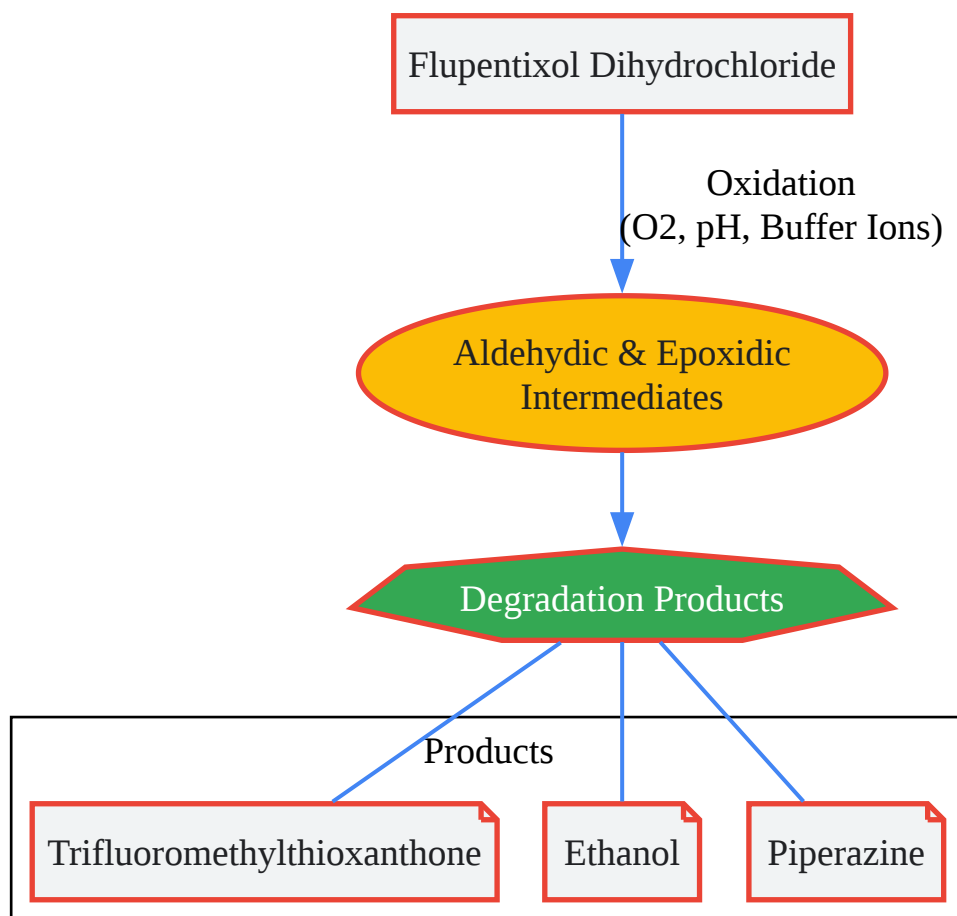 Flupentixol Dihydrochloride
Oxidation
(O2, pH, Buffer Ions)
Aldehydic & Epoxidic
Intermediates
Degradation Products
Products
Trifluoromethylthioxanthone
Ethanol
Piperazine